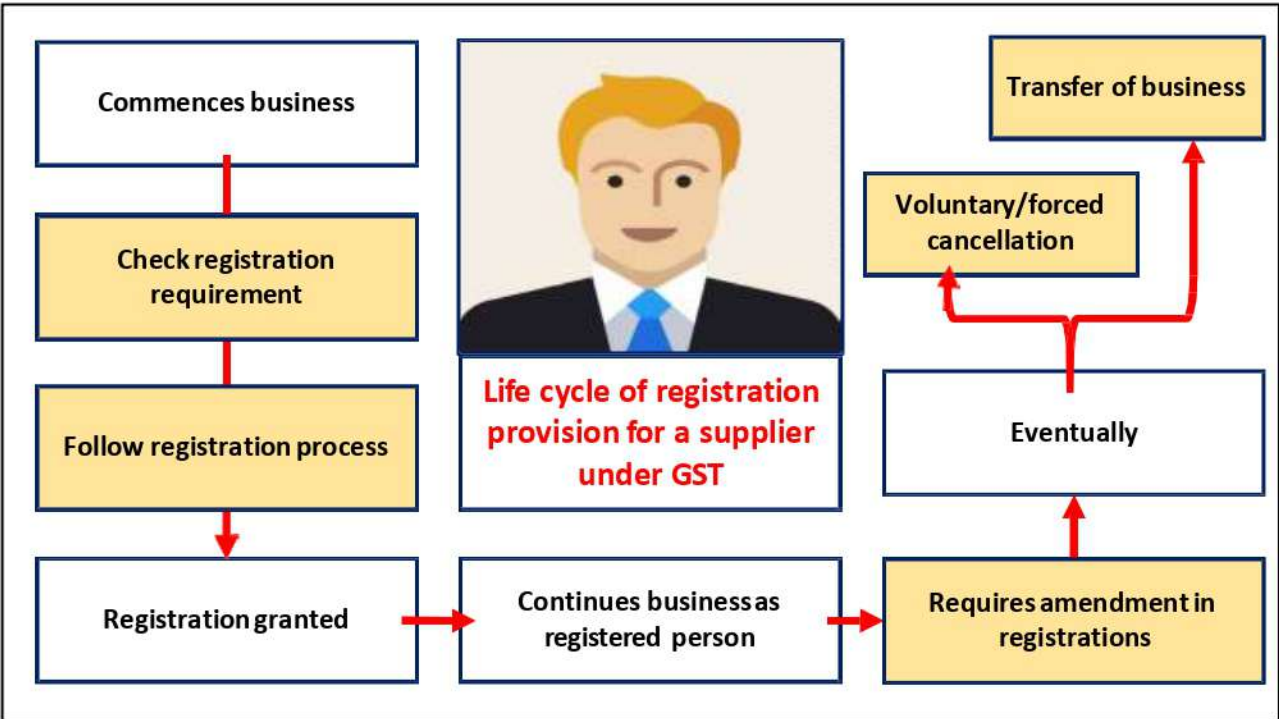 Commences business
Check registration
requirement
Follow registration process
Registration granted
Life cycle of registration
provision for a supplier
under GST
Continues business as
registered person
Requires amendment in
registrations
Eventually
Voluntary/forced
cancellation
Transfer of business